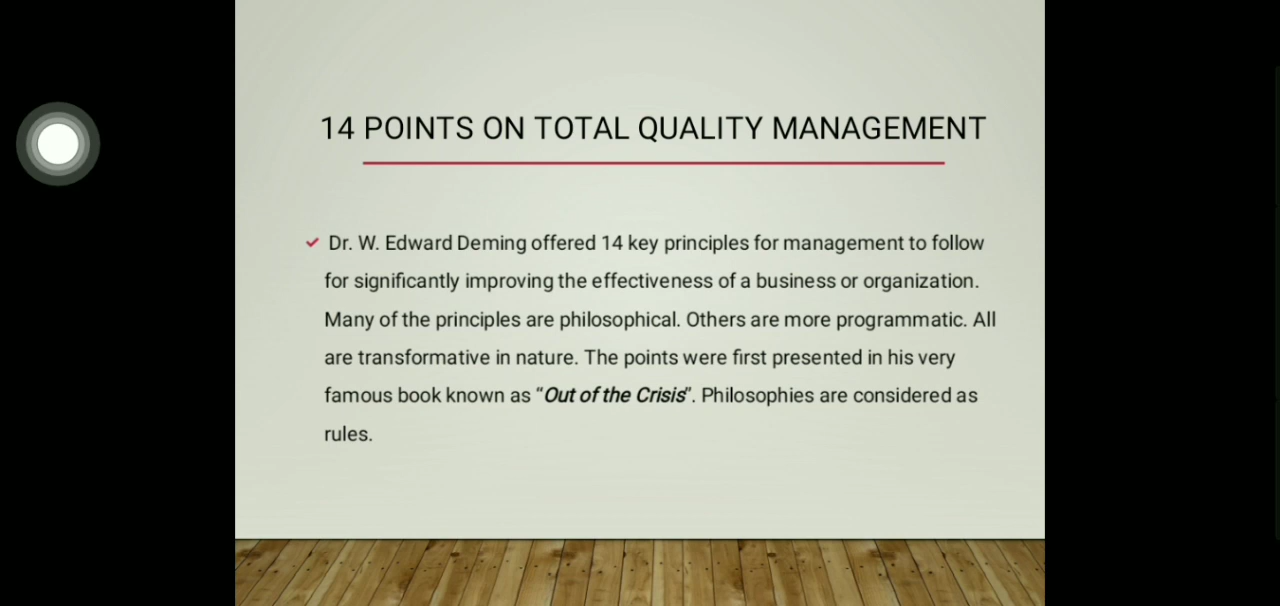 14 POINTS ON TOTAL QUALITY MANAGEMENT
Dr. W. Edward Deming offered 14 key principles for management to follow
for significantly improving the effectiveness of a business or organization.
Many of the principles are philosophical. Others are more programmatic. All
are transformative in nature. The points were first presented in his very
famous book known as “Out of the Crisis”. Philosophies are considered as
rules.